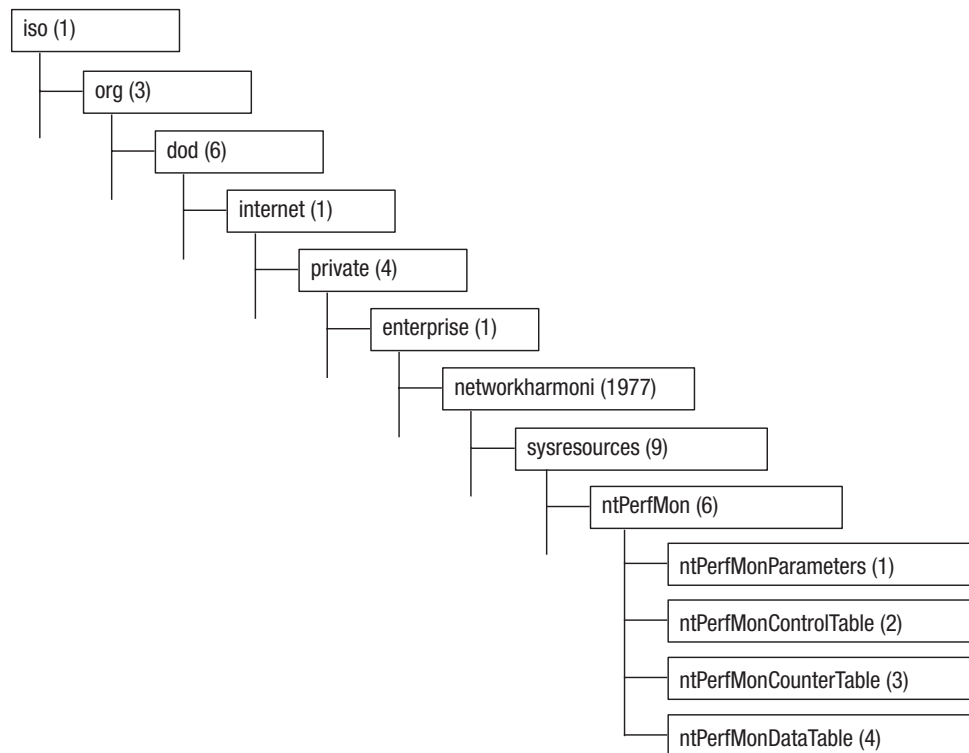 iso (1)
org (3)
dod (6)
internet (1)
private (4)
enterprise (1)
networkharmoni (1977)
sysresources (9)
ntPerfMon (6)
ntPerfMonParameters (1)
ntPerfMonControlTable (2)
ntPerfMonCounterTable (3)
ntPerfMonDataTable (4)